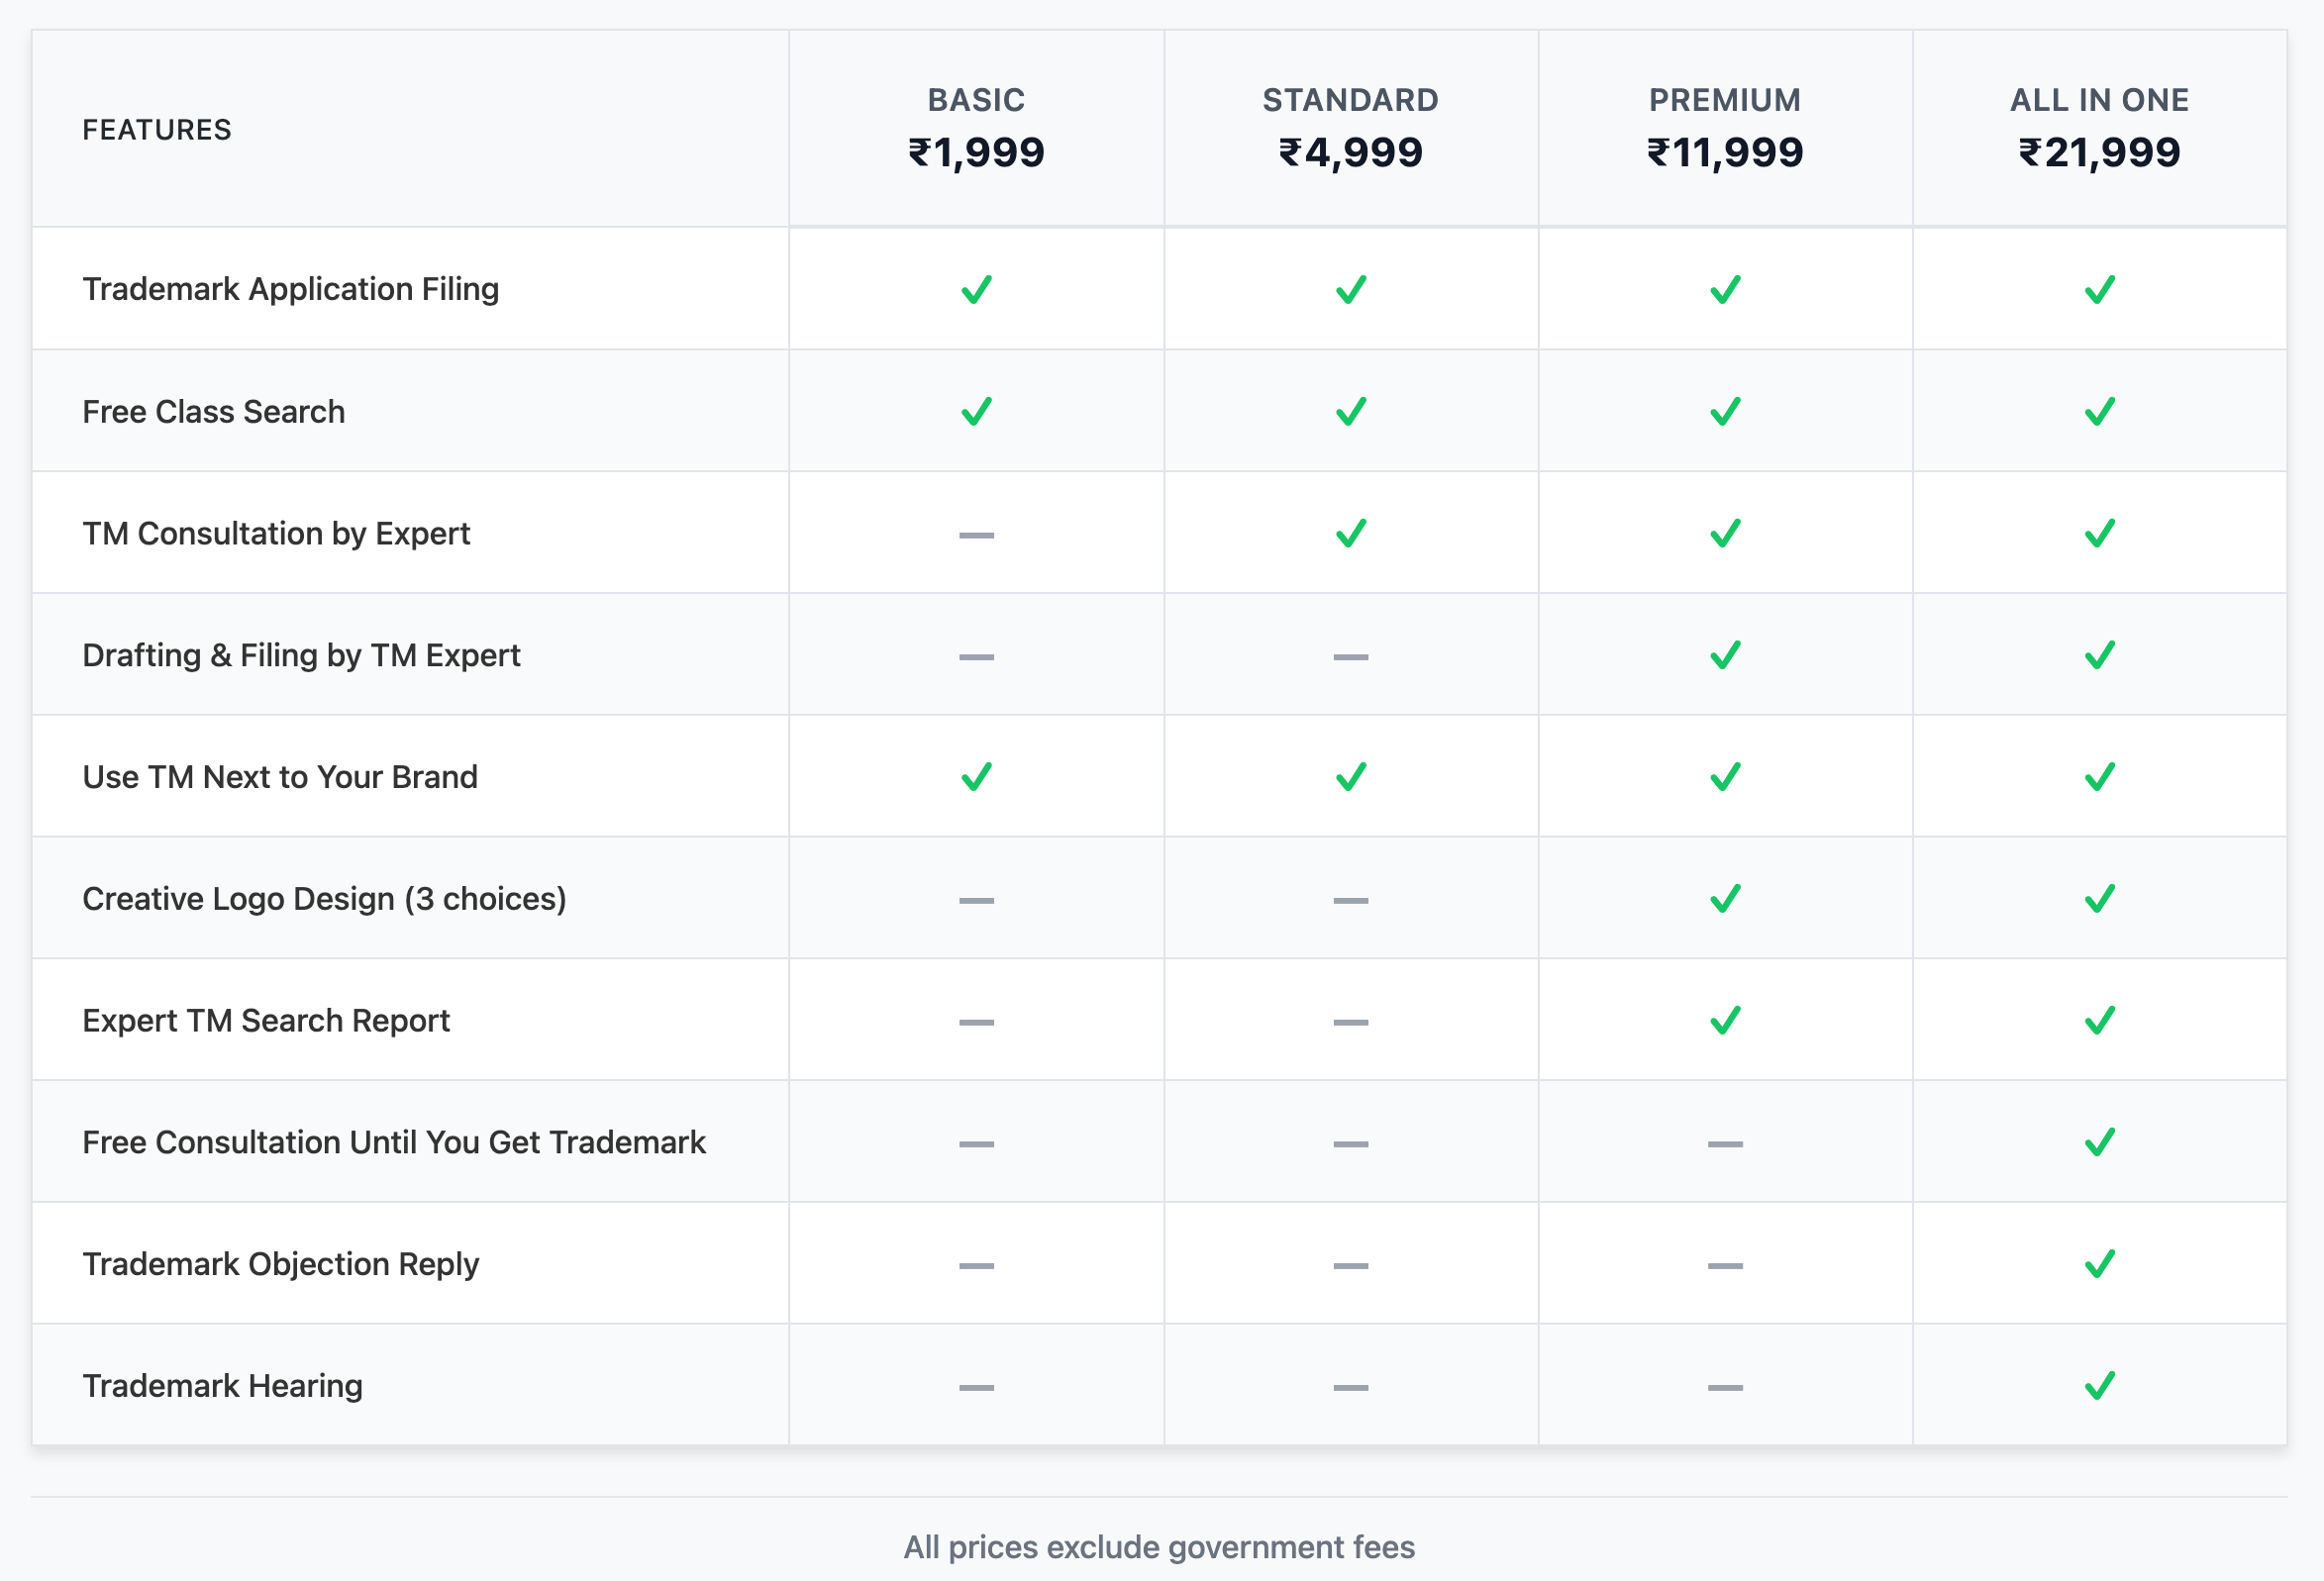 FEATURES
BASIC
₹1,999
STANDARD
₹4,999
PREMIUM
₹11,999
ALL IN ONE
₹21,999
Trademark Application Filing ✓ ✓ ✓ ✓
Free Class Search ✓ ✓ ✓ ✓
TM Consultation by Expert — ✓ ✓ ✓
Drafting & Filing by TM Expert — — ✓ ✓
Use TM Next to Your Brand ✓ ✓ ✓ ✓
Creative Logo Design (3 choices) — — ✓ ✓
Expert TM Search Report — — ✓ ✓
Free Consultation Until You Get Trademark — — — ✓
Trademark Objection Reply — — — ✓
Trademark Hearing — — — ✓
All prices exclude government fees